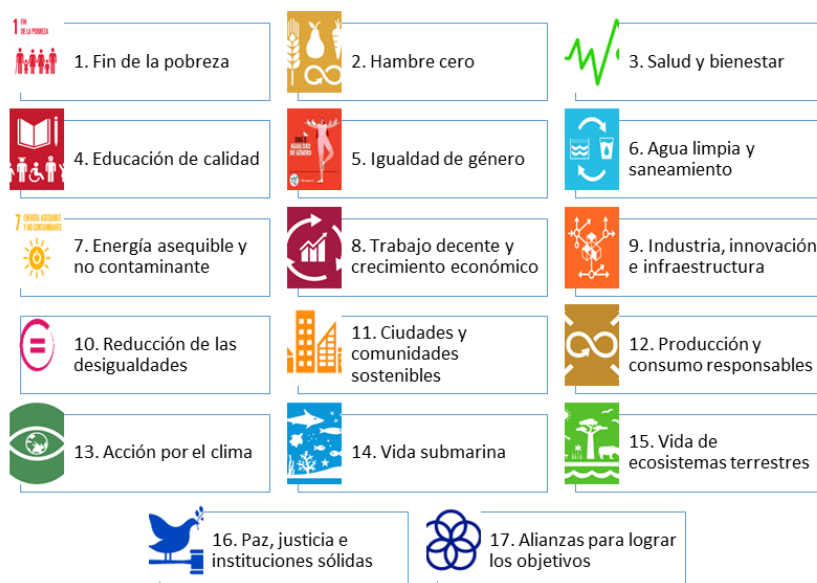 1 FIN
DE LA POBREZA
1. Fin de la pobreza
2. Hambre cero
3. Salud y bienestar
4. Educación de calidad
IGUALDAD
DE GÉNERO
5. Igualdad de género
6. Agua limpia y
saneamiento
7 ENERGÍA ASEQUIBLE
Y NO CONTAMINANTE
7. Energía asequible y
no contaminante
8. Trabajo decente y
crecimiento económico
9. Industria, innovación
e infraestructura
10. Reducción de las
desigualdades
11. Ciudades y
comunidades
sostenibles
12. Producción y
consumo responsables
13. Acción por el clima
14. Vida submarina
15. Vida de
ecosistemas terrestres
16. Paz, justicia e
instituciones sólidas
17. Alianzas para lograr
los objetivos